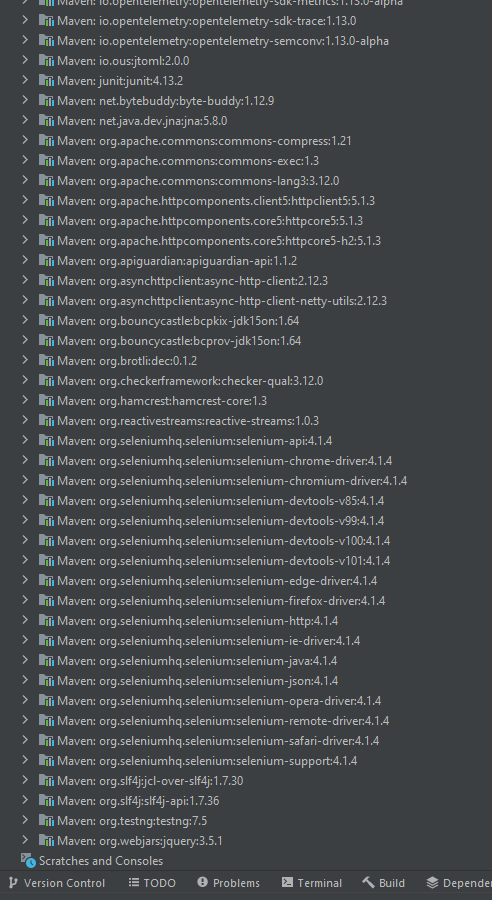 Maven: io.opentelemetry:opentelemetry-sdk-metrics:1.13.0-alpha
Maven: io.opentelemetry:opentelemetry-sdk-trace:1.13.0
Maven: io.opentelemetry:opentelemetry-semconv:1.13.0-alpha
Maven: io.ous:jtoml:2.0.0
Maven: junit:junit:4.13.2
Maven: net.bytebuddy:byte-buddy:1.12.9
Maven: net.java.dev.jna:jna:5.8.0
Maven: org.apache.commons:commons-compress:1.21
Maven: org.apache.commons:commons-exec:1.3
Maven: org.apache.commons:commons-lang3:3.12.0
Maven: org.apache.httpcomponents.client5:httpclient5:5.1.3
Maven: org.apache.httpcomponents.core5:httpcore5:5.1.3
Maven: org.apache.httpcomponents.core5:httpcore5-h2:5.1.3
Maven: org.apiguardian:apiguardian-api:1.1.2
Maven: org.asynchttpclient:async-http-client:2.12.3
Maven: org.asynchttpclient:async-http-client-netty-utils:2.12.3
Maven: org.bouncycastle:bcpkix-jdk15on:1.64
Maven: org.bouncycastle:bcprov-jdk15on:1.64
Maven: org.brotli:dec:0.1.2
Maven: org.checkerframework:checker-qual:3.12.0
Maven: org.hamcrest:hamcrest-core:1.3
Maven: org.reactivestreams:reactive-streams:1.0.3
Maven: org.seleniumhq.selenium:selenium-api:4.1.4
Maven: org.seleniumhq.selenium:selenium-chrome-driver:4.1.4
Maven: org.seleniumhq.selenium:selenium-chromium-driver:4.1.4
Maven: org.seleniumhq.selenium:selenium-devtools-v85:4.1.4
Maven: org.seleniumhq.selenium:selenium-devtools-v99:4.1.4
Maven: org.seleniumhq.selenium:selenium-devtools-v100:4.1.4
Maven: org.seleniumhq.selenium:selenium-devtools-v101:4.1.4
Maven: org.seleniumhq.selenium:selenium-edge-driver:4.1.4
Maven: org.seleniumhq.selenium:selenium-firefox-driver:4.1.4
Maven: org.seleniumhq.selenium:selenium-http:4.1.4
Maven: org.seleniumhq.selenium:selenium-ie-driver:4.1.4
Maven: org.seleniumhq.selenium:selenium-java:4.1.4
Maven: org.seleniumhq.selenium:selenium-json:4.1.4
Maven: org.seleniumhq.selenium:selenium-opera-driver:4.1.4
Maven: org.seleniumhq.selenium:selenium-remote-driver:4.1.4
Maven: org.seleniumhq.selenium:selenium-safari-driver:4.1.4
Maven: org.seleniumhq.selenium:selenium-support:4.1.4
Maven: org.slf4j:jcl-over-slf4j:1.7.30
Maven: org.slf4j:slf4j-api:1.7.36
Maven: org.testng:testng:7.5
Maven: org.webjars:jquery:3.5.1
Scratches and Consoles
Version Control TODO Problems Terminal Build Depender